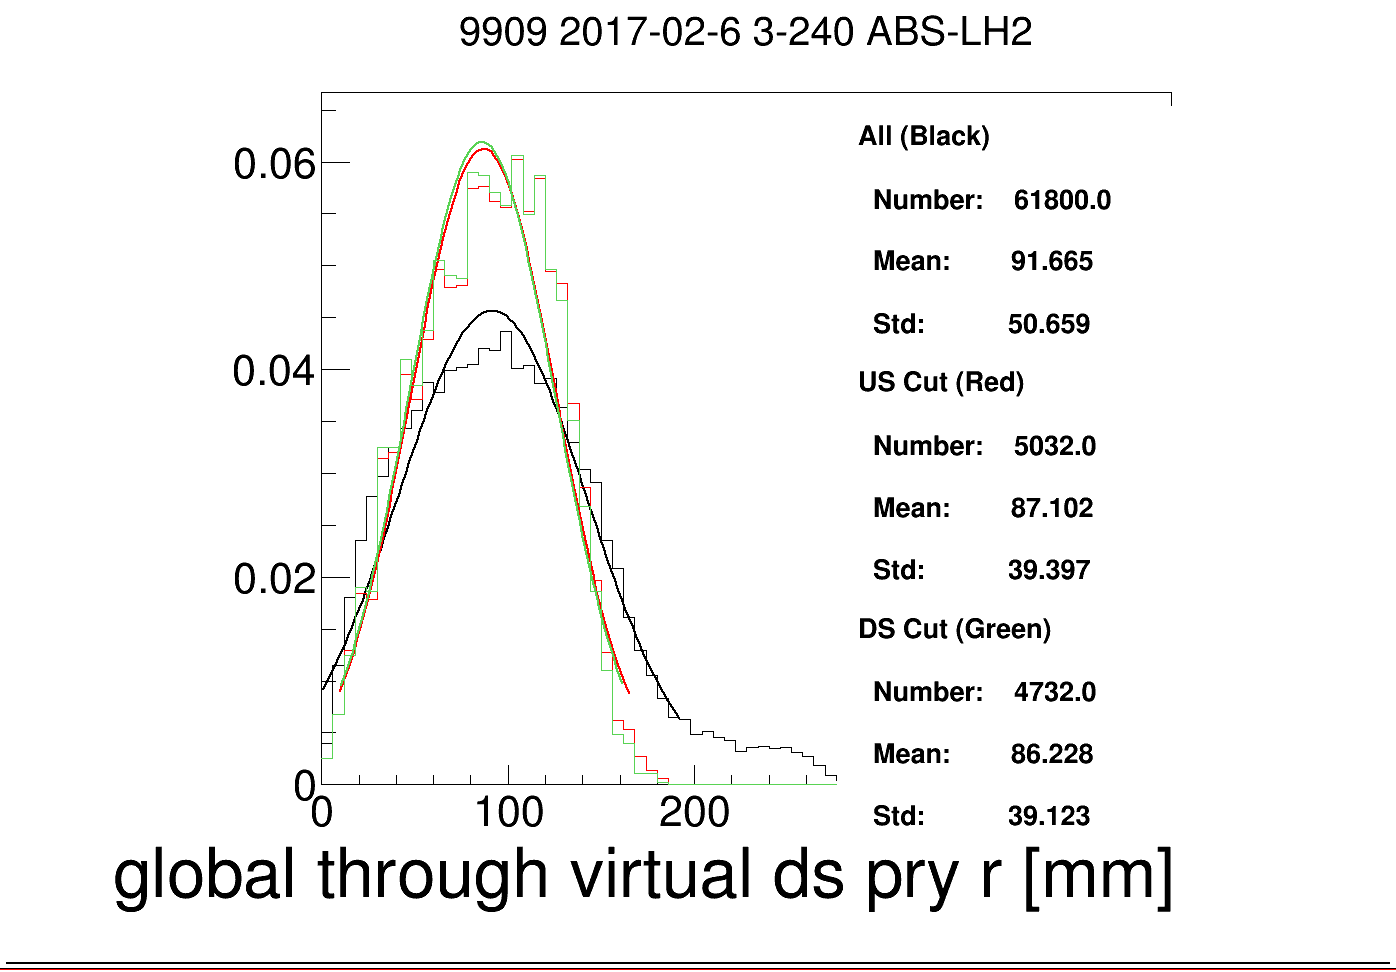 9909 2017-02-6 3-240 ABS-LH2
All (Black)
Number: 61800.0
Mean: 91.665
Std: 50.659
US Cut (Red)
Number: 5032.0
Mean: 87.102
Std: 39.397
DS Cut (Green)
Number: 4732.0
Mean: 86.228
Std: 39.123
0.06
0.04
0.02
0
0 100 200
global through virtual ds pry r [mm]